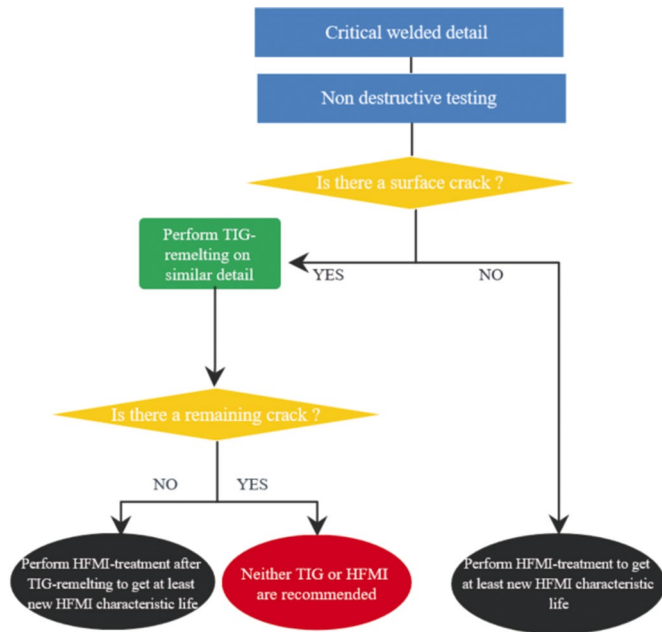 Critical welded detail
Non destructive testing
Is there a surface crack ?
Perform TIG-
remelting on
similar detail
YES
NO
Is there a remaining crack ?
NO
YES
Perform HFMI-treatment after
TIG-remelting to get at least
new HFMI characteristic life
Neither TIG or HFMI
are recommended
Perform HFMI-treatment to get
at least new HFMI characteristic
life